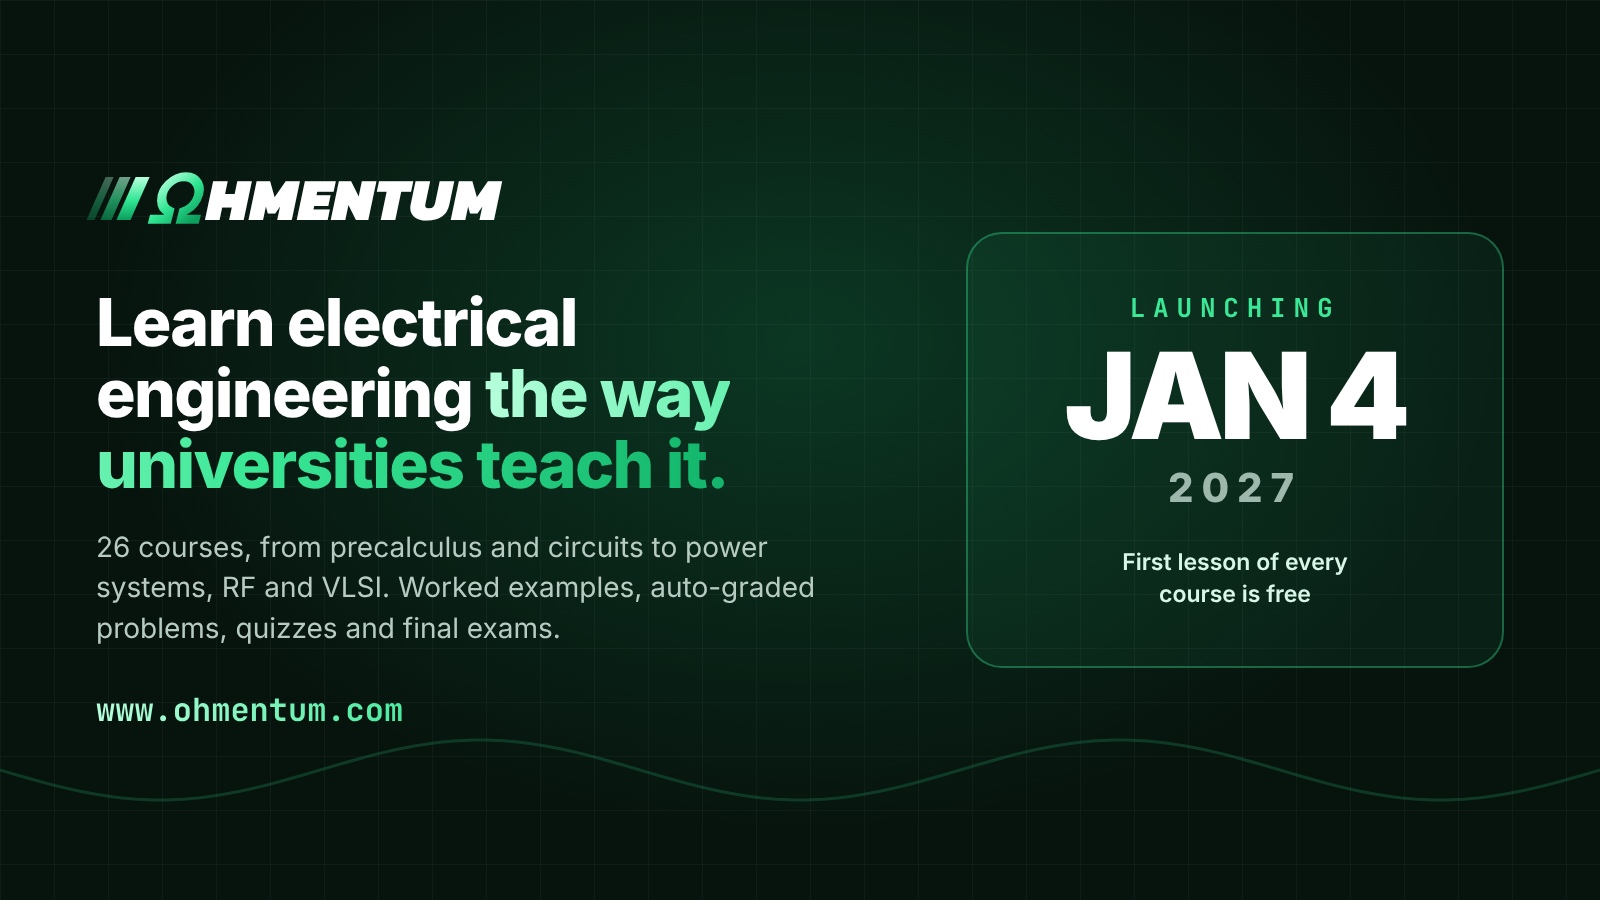 ΩHMENTUM
Learn electrical
engineering the way
universities teach it.
26 courses, from precalculus and circuits to power
systems, RF and VLSI. Worked examples, auto-graded
problems, quizzes and final exams.
www.ohmentum.com
LAUNCHING
JAN 4
2027
First lesson of every
course is free